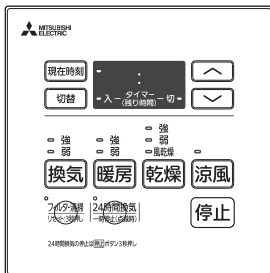 MITSUBISHI
ELECTRIC
現在時刻
切替
入 タイマー 切
(残り時間)
強 強 強
弱 弱 弱
風乾燥
換気 暖房 乾燥 涼風
フィルター清掃 24時間換気
リセット:3秒押し 一時停止(点滅時)
停止
24時間換気の停止は停止ボタン3秒押し